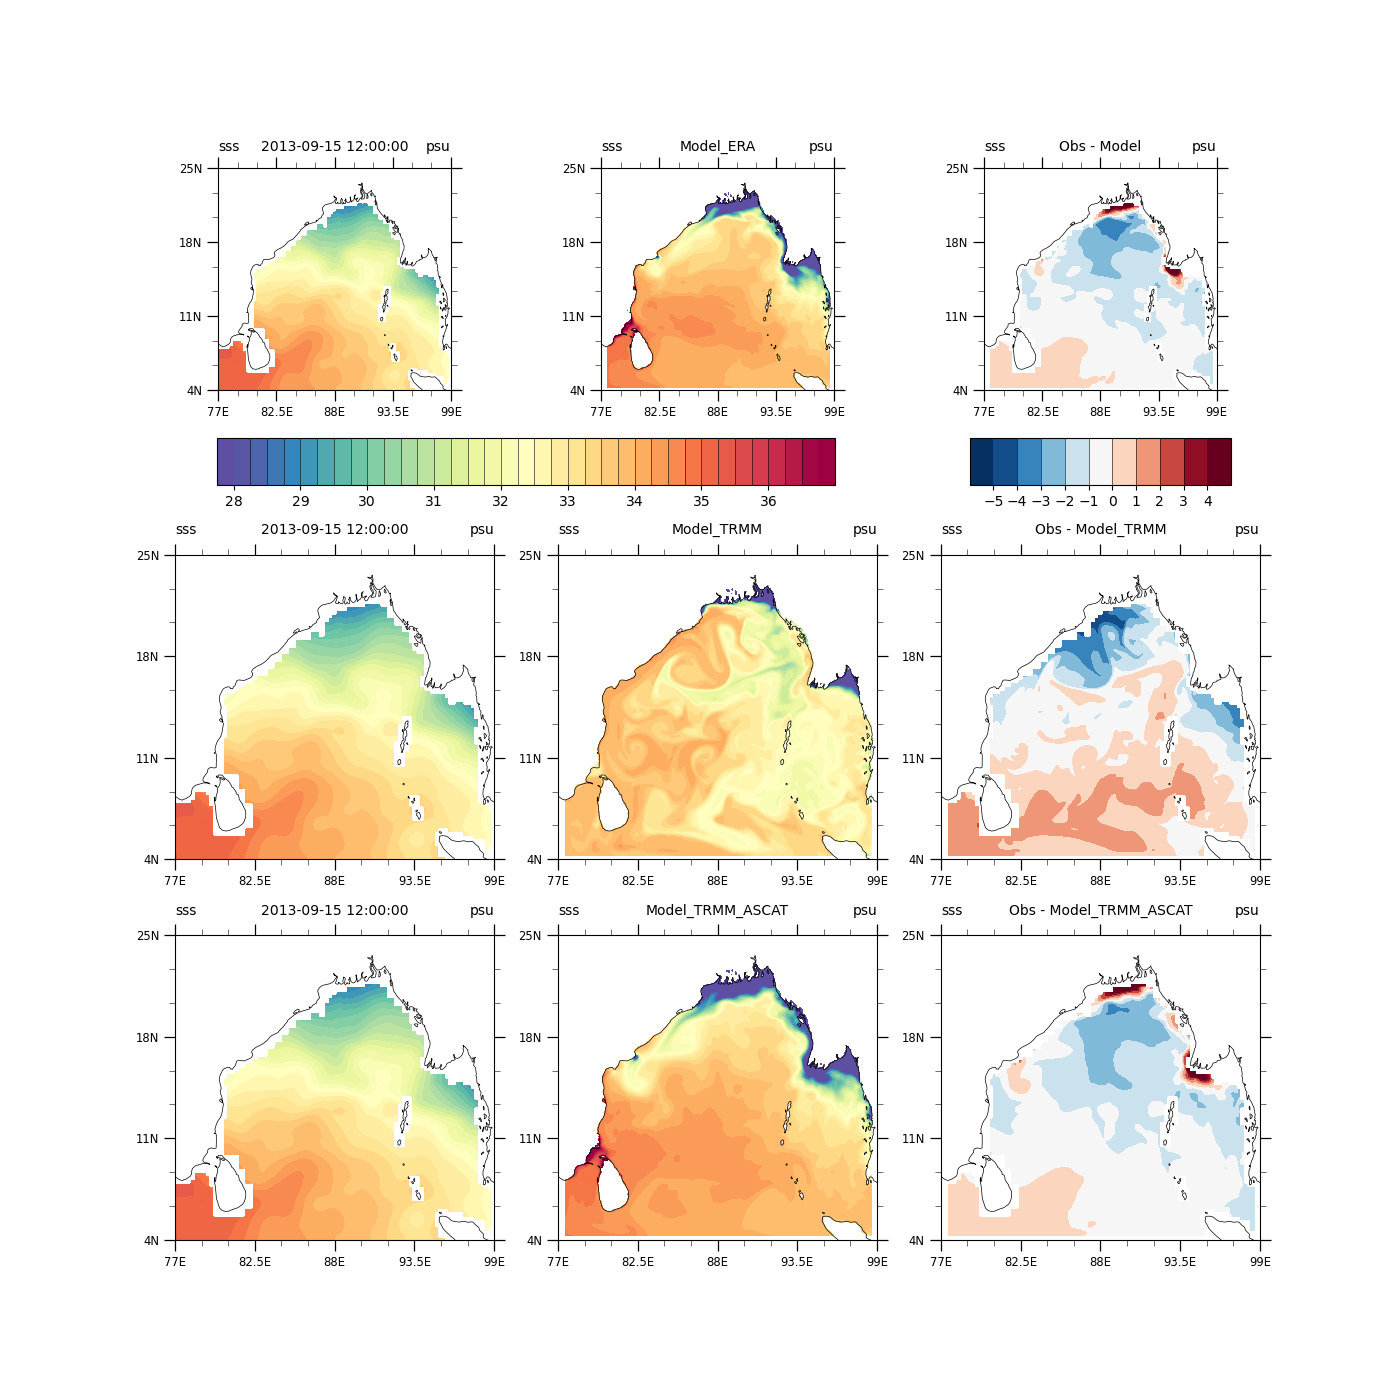 sss 2013-09-15 12:00:00 psu
sss Model_ERA psu
sss Obs - Model psu
25N 18N 11N 4N
77E 82.5E 88E 93.5E 99E
25N 18N 11N 4N
77E 82.5E 88E 93.5E 99E
25N 18N 11N 4N
77E 82.5E 88E 93.5E 99E
28 29 30 31 32 33 34 35 36
−5 −4 −3 −2 −1 0 1 2 3 4
sss 2013-09-15 12:00:00 psu
sss Model_TRMM psu
sss Obs - Model_TRMM psu
25N 18N 11N 4N
77E 82.5E 88E 93.5E 99E
25N 18N 11N 4N
77E 82.5E 88E 93.5E 99E
25N 18N 11N 4N
77E 82.5E 88E 93.5E 99E
sss 2013-09-15 12:00:00 psu
sss Model_TRMM_ASCAT psu
sss Obs - Model_TRMM_ASCAT psu
25N 18N 11N 4N
77E 82.5E 88E 93.5E 99E
25N 18N 11N 4N
77E 82.5E 88E 93.5E 99E
25N 18N 11N 4N
77E 82.5E 88E 93.5E 99E